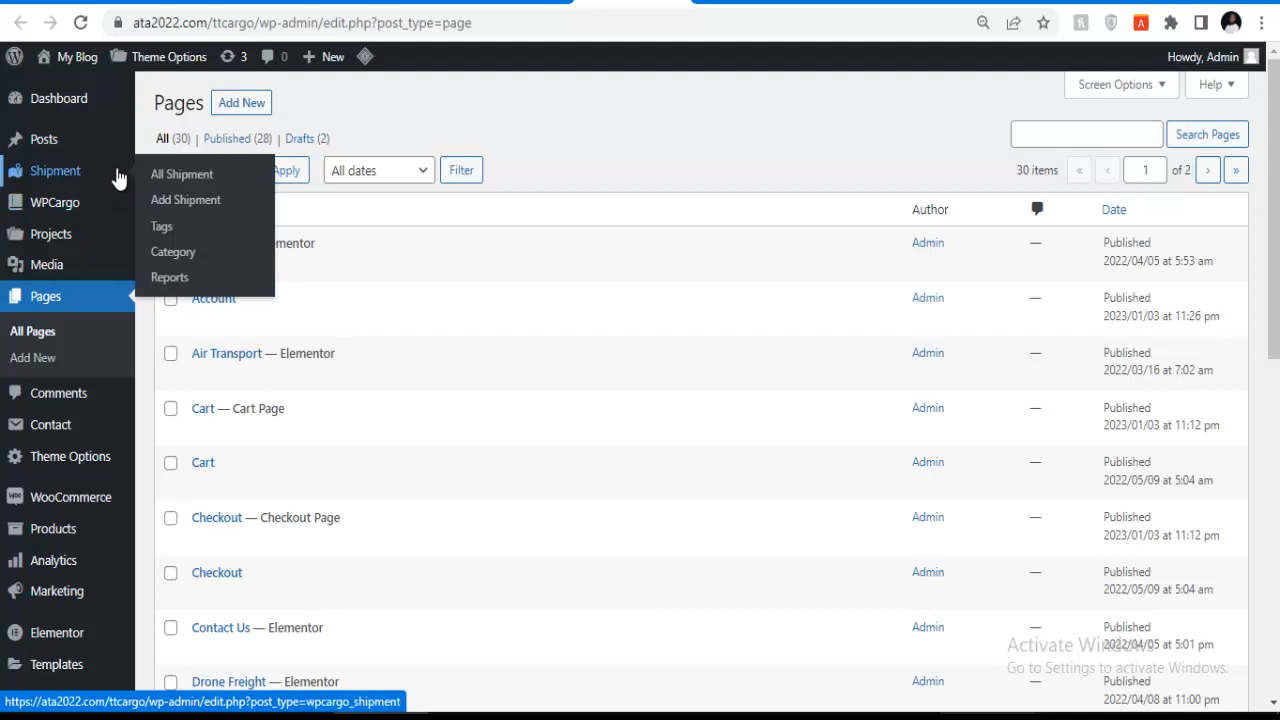 ata2022.com/ttcargo/wp-admin/edit.php?post_type=page
My Blog Theme Options 3 0 New Howdy, Admin
Screen Options Help
Pages Add New
All (30) | Published (28) | Drafts (2)
Search Pages
Apply All dates Filter 30 items « ‹ 1 of 2 › »
Dashboard
Posts
Shipment
WPCargo
Projects
Media
Pages
All Pages
Add New
Comments
Contact
Theme Options
WooCommerce
Products
Analytics
Marketing
Elementor
Templates
All Shipment
Add Shipment
Tags
Category
Reports
Author Date
Admin — Published
2022/04/05 at 5:53 am
Account Admin — Published
2023/01/03 at 11:26 pm
Air Transport — Elementor Admin — Published
2022/03/16 at 7:02 am
Cart — Cart Page Admin — Published
2023/01/03 at 11:12 pm
Cart Admin — Published
2022/05/09 at 5:04 am
Checkout — Checkout Page Admin — Published
2023/01/03 at 11:12 pm
Checkout Admin — Published
2022/05/09 at 5:04 am
Contact Us — Elementor Admin — Published
2022/04/05 at 5:01 pm
Drone Freight — Elementor Admin — Published
2022/04/08 at 11:00 pm
Activate Windows
Go to Settings to activate Windows.
https://ata2022.com/ttcargo/wp-admin/edit.php?post_type=wpcargo_shipment